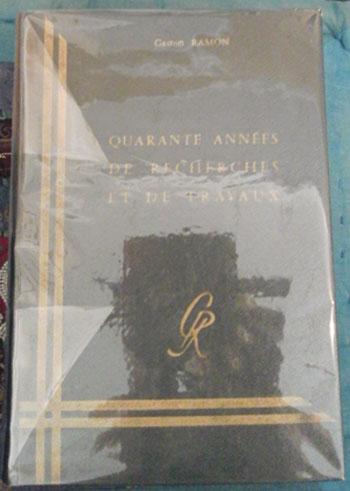 Gaston RAMON
QUARANTE ANNÉES
DE RECHERCHES
ET DE TRAVAUX
GR